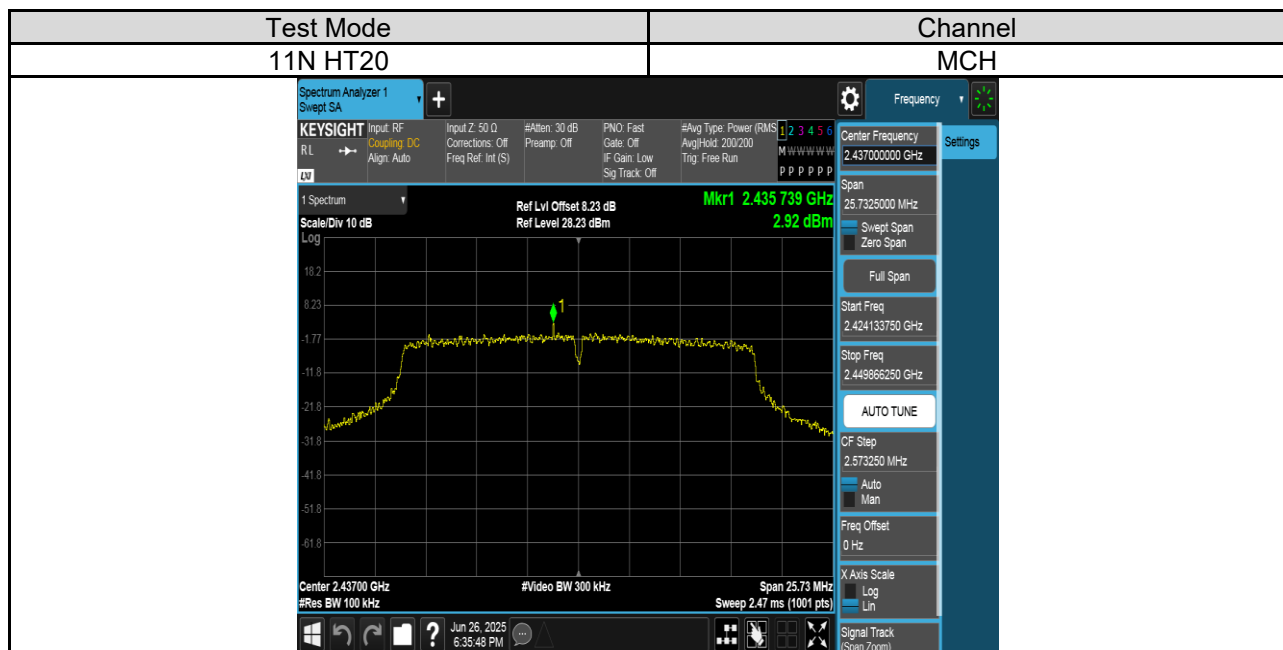 Test Mode Channel
11N HT20 MCH
Spectrum Analyzer 1
Swept SA
+
Frequency
KEYSIGHT Input: RF Input Z: 50 Ω #Atten: 30 dB PNO: Fast #Avg Type: Power (RMS 1 2 3 4 5 6
RL Coupling: DC Corrections: Off Preamp: Off Gate: Off Avg|Hold: 200/200 M W W W W W
Align: Auto Freq Ref: Int (S) IF Gain: Low Trig: Free Run
LXI Sig Track: Off P P P P P P
1 Spectrum
Scale/Div 10 dB
Ref Lvl Offset 8.23 dB
Ref Level 28.23 dBm
Mkr1 2.435 739 GHz
2.92 dBm
Log
18.2
8.23
1
-1.77
-11.8
-21.8
-31.8
-41.8
-51.8
-61.8
Center 2.43700 GHz #Video BW 300 kHz Span 25.73 MHz
#Res BW 100 kHz Sweep 2.47 ms (1001 pts)
? Jun 26, 2025
6:35:48 PM
Settings
Center Frequency
2.437000000 GHz
Span
25.7325000 MHz
Swept Span
Zero Span
Full Span
Start Freq
2.424133750 GHz
Stop Freq
2.449866250 GHz
AUTO TUNE
CF Step
2.573250 MHz
Auto
Man
Freq Offset
0 Hz
X Axis Scale
Log
Lin
Signal Track
(Span Zoom)